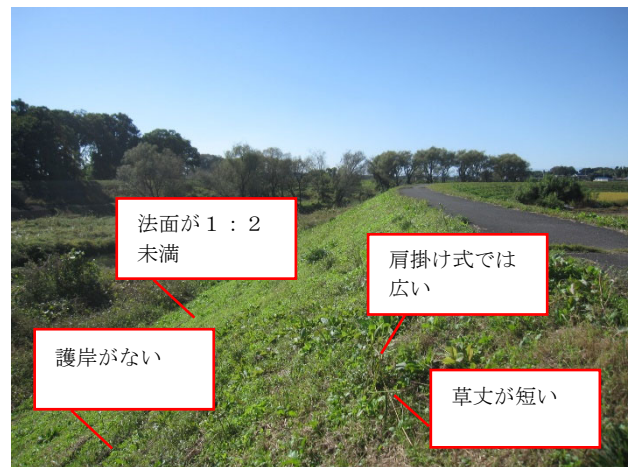 法面が１：２
未満
肩掛け式では
広い
護岸がない
草丈が短い